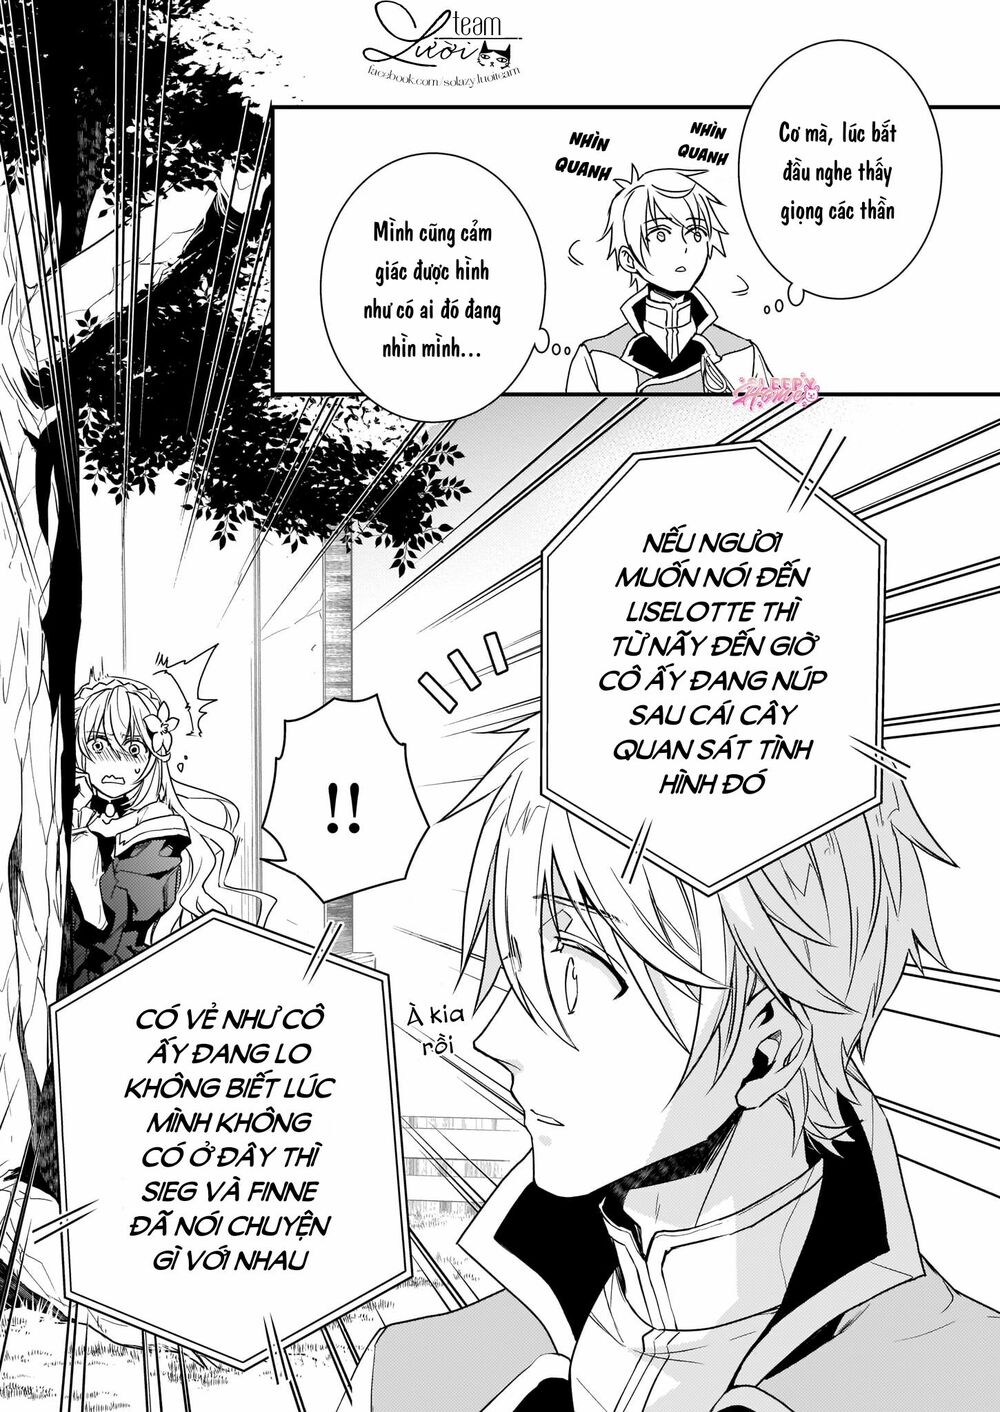 team
Lười
facebook.com/solazy.luoiteam
Cơ mà, lúc bắt
đầu nghe thấy
giọng các thần
NHÌN
QUANH
NHÌN
QUANH
Mình cũng cảm
giác được hình
như có ai đó đang
nhìn mình...
SLEEPY
Home
NẾU NGƯƠI
MUỐN NÓI ĐẾN
LISELOTTE THÌ
TỪ NÃY ĐẾN GIỜ
CÔ ẤY ĐANG NÚP
SAU CÁI CÂY
QUAN SÁT TÌNH
HÌNH ĐÓ
!!
À kia
rồi
CÓ VẺ NHƯ CÔ
ẤY ĐANG LO
KHÔNG BIẾT LÚC
MÌNH KHÔNG
CÓ Ở ĐÂY THÌ
SIEG VÀ FINNE
ĐÃ NÓI CHUYỆN
GÌ VỚI NHAU